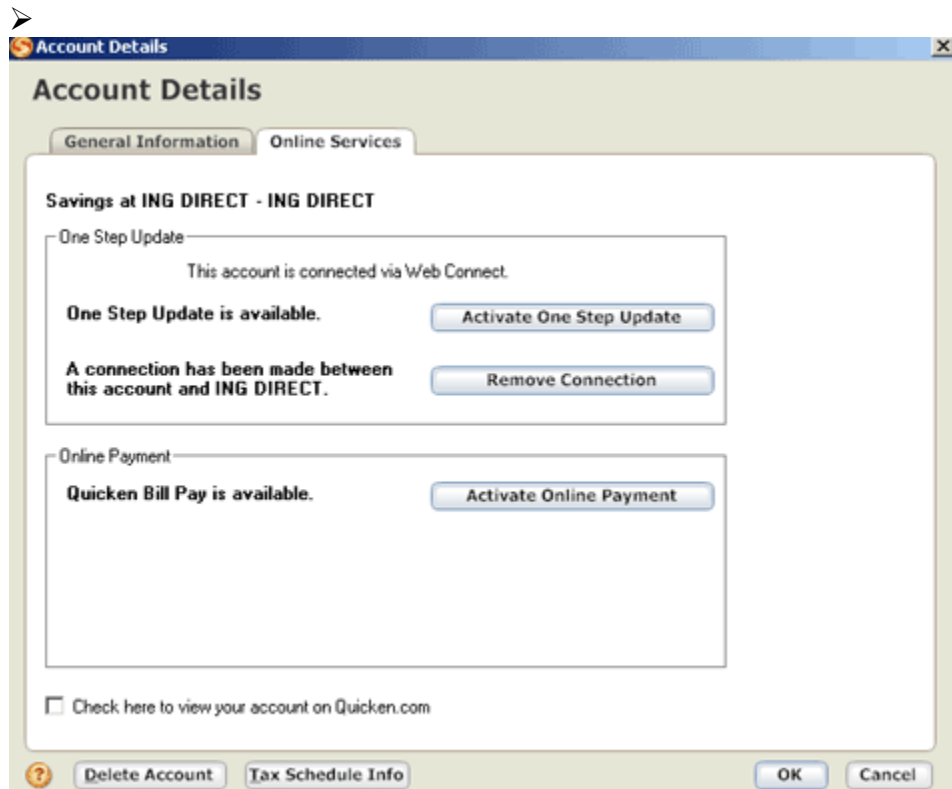 ➢
Account Details
Account Details
General Information Online Services
Savings at ING DIRECT - ING DIRECT
One Step Update
This account is connected via Web Connect.
One Step Update is available. Activate One Step Update
A connection has been made between
this account and ING DIRECT. Remove Connection
Online Payment
Quicken Bill Pay is available. Activate Online Payment
Check here to view your account on Quicken.com
? Delete Account Tax Schedule Info OK Cancel